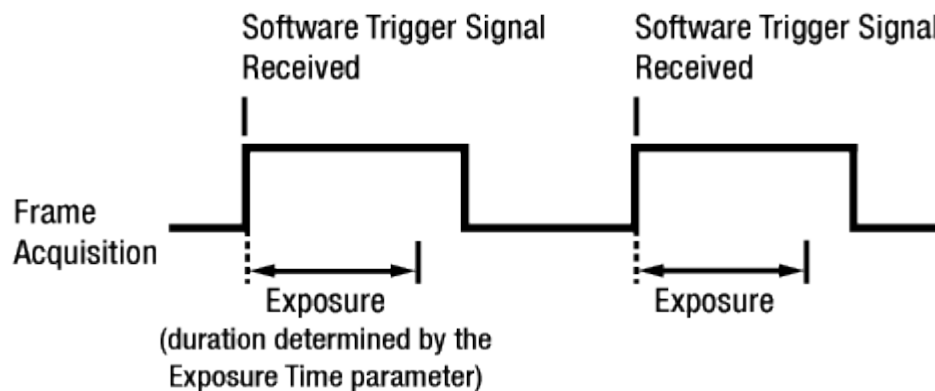 Software Trigger Signal
Received
Software Trigger Signal
Received
Frame
Acquisition
Exposure
(duration determined by the
Exposure Time parameter)
Exposure